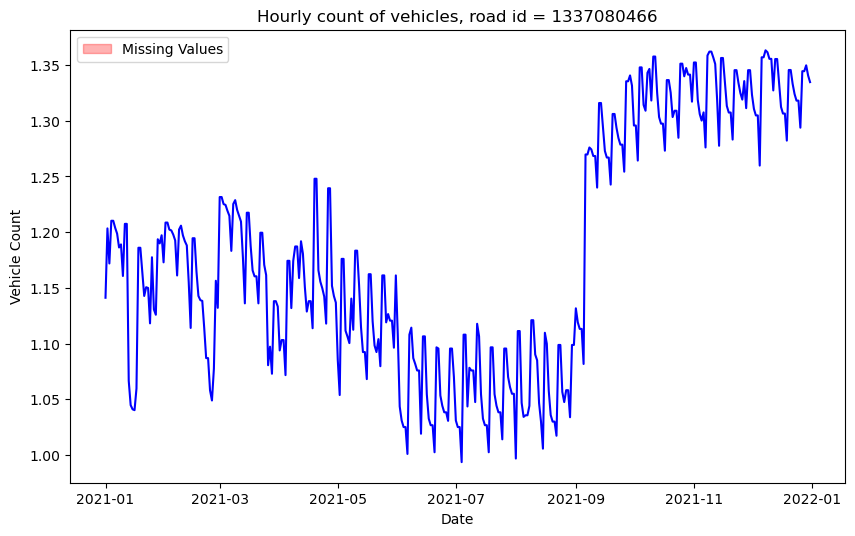 Hourly count of vehicles, road id = 1337080466
Missing Values
Vehicle Count
1.35
1.30
1.25
1.20
1.15
1.10
1.05
1.00
2021-01 2021-03 2021-05 2021-07 2021-09 2021-11 2022-01
Date